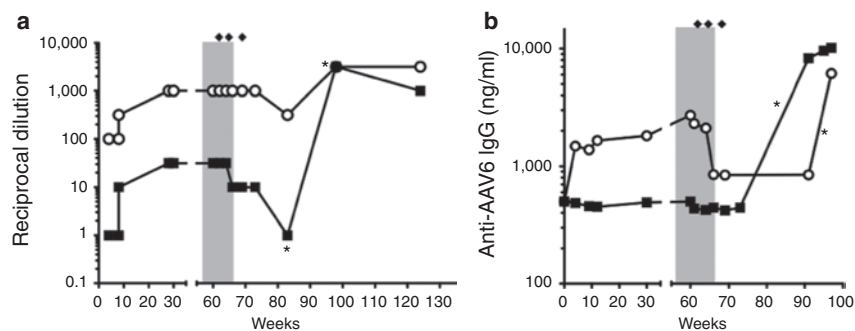 a
10,000
1,000
100
10
1
0.1
Reciprocal dilution
*
*
0 10 20 30 60 70 80 90 100 110 120 130
Weeks
b
10,000
1,000
100
Anti-AAV6 IgG (ng/ml)
*
*
0 10 20 30 60 70 80 90 100
Weeks